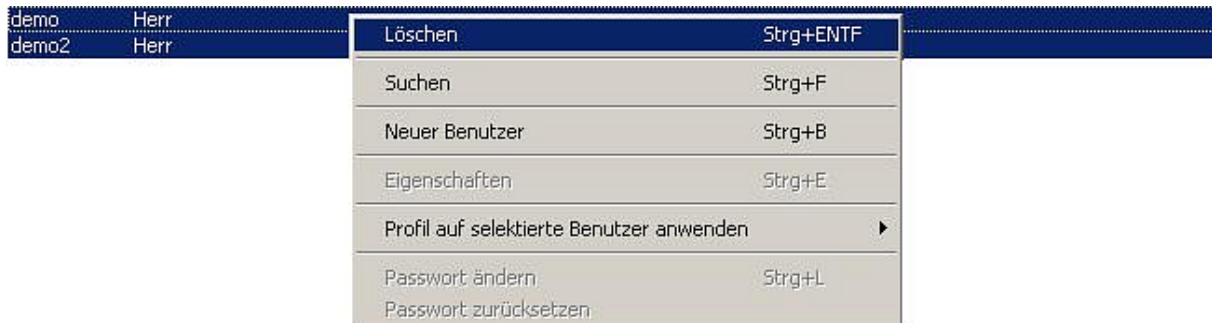 demo Herr
demo2 Herr
Löschen Strg+ENTF
Suchen Strg+F
Neuer Benutzer Strg+B
Eigenschaften Strg+E
Profil auf selektierte Benutzer anwenden
Passwort ändern Strg+L
Passwort zurücksetzen